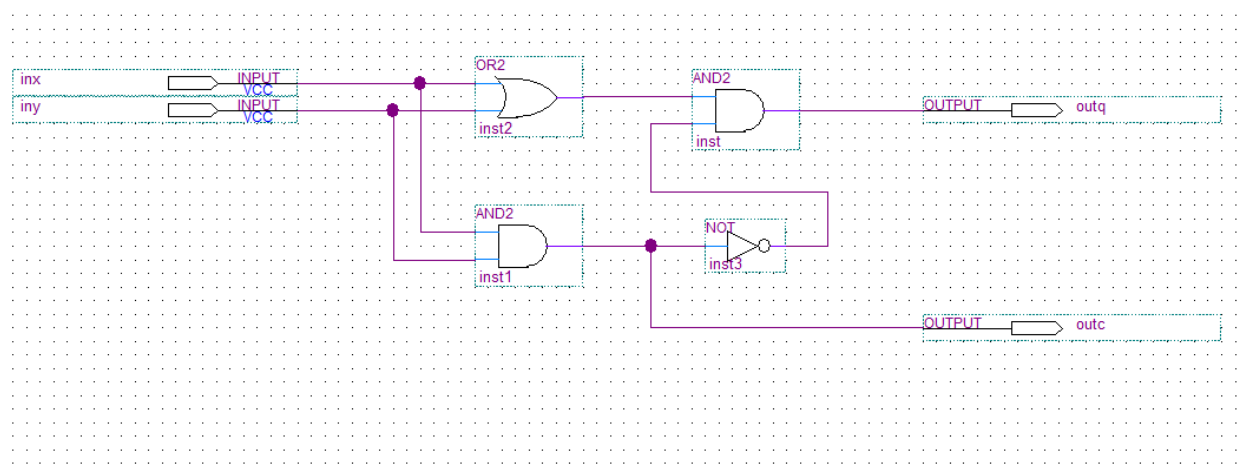 OR2
AND2
inx INPUT
VCC
iny INPUT
VCC
OUTPUT outq
inst2
inst
AND2
NOT
inst3
inst1
OUTPUT outc